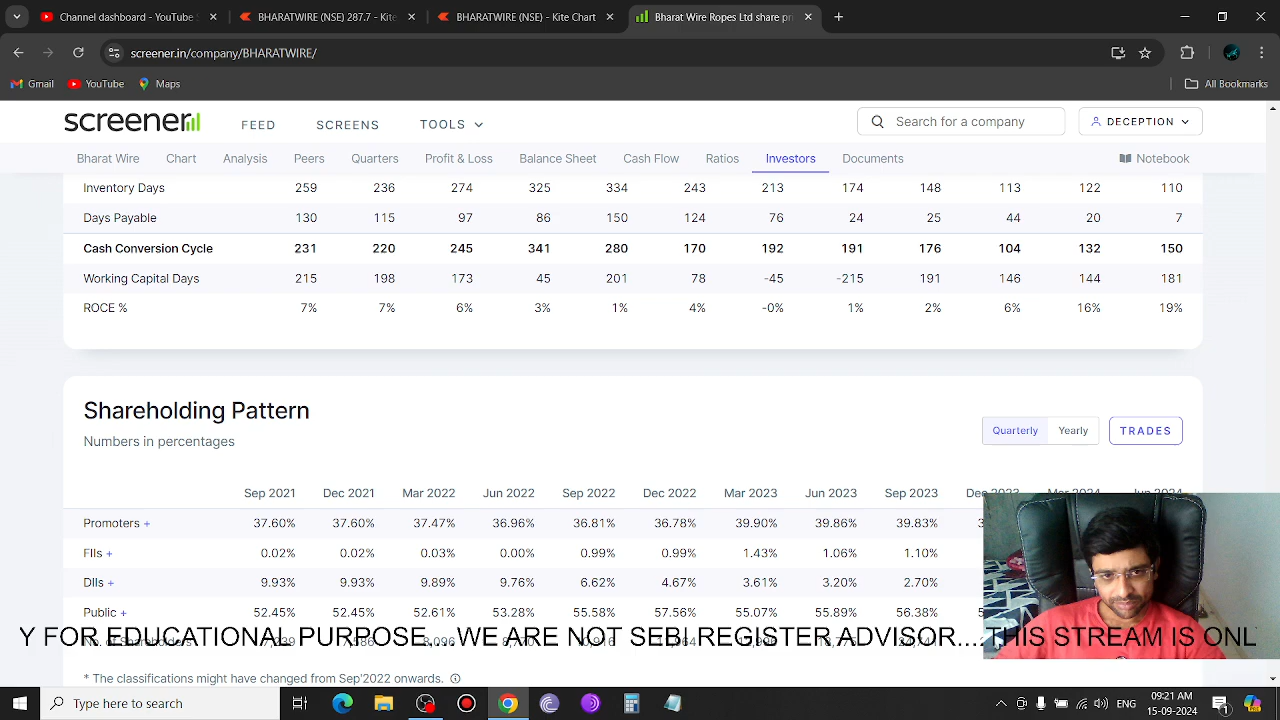 Channel dashboard - YouTube S
BHARATWIRE (NSE) 287.7 - Kite
BHARATWIRE (NSE) - Kite Chart
Bharat Wire Ropes Ltd share pr
screener.in/company/BHARATWIRE/
Gmail YouTube Maps All Bookmarks
screener FEED SCREENS TOOLS Search for a company DECEPTION
Bharat Wire Chart Analysis Peers Quarters Profit & Loss Balance Sheet Cash Flow Ratios Investors Documents Notebook
Inventory Days 259 236 274 325 334 243 213 174 148 113 122 110
Days Payable 130 115 97 86 150 124 76 24 25 44 20 7
Cash Conversion Cycle 231 220 245 341 280 170 192 191 176 104 132 150
Working Capital Days 215 198 173 45 201 78 -45 -215 191 146 144 181
ROCE % 7% 7% 6% 3% 1% 4% -0% 1% 2% 6% 16% 19%
Shareholding Pattern
Numbers in percentages
Quarterly Yearly TRADES
Sep 2021 Dec 2021 Mar 2022 Jun 2022 Sep 2022 Dec 2022 Mar 2023 Jun 2023 Sep 2023 Dec 2023 Mar 2024 Jun 2024
Promoters + 37.60% 37.60% 37.47% 36.96% 36.81% 36.78% 39.90% 39.86% 39.83%
FIIs + 0.02% 0.02% 0.03% 0.00% 0.99% 0.99% 1.43% 1.06% 1.10%
DIIs + 9.93% 9.93% 9.89% 9.76% 6.62% 4.67% 3.61% 3.20% 2.70%
Public + 52.45% 52.45% 52.61% 53.28% 55.58% 57.56% 55.07% 55.89% 56.38%
Y FOR EDUCATIONAL PURPOSE... WE ARE NOT SEBI REGISTER ADVISOR....THIS STREAM IS ONL
* The classifications might have changed from Sep'2022 onwards.
Type here to search
ENG
09:21 AM
15-09-2024